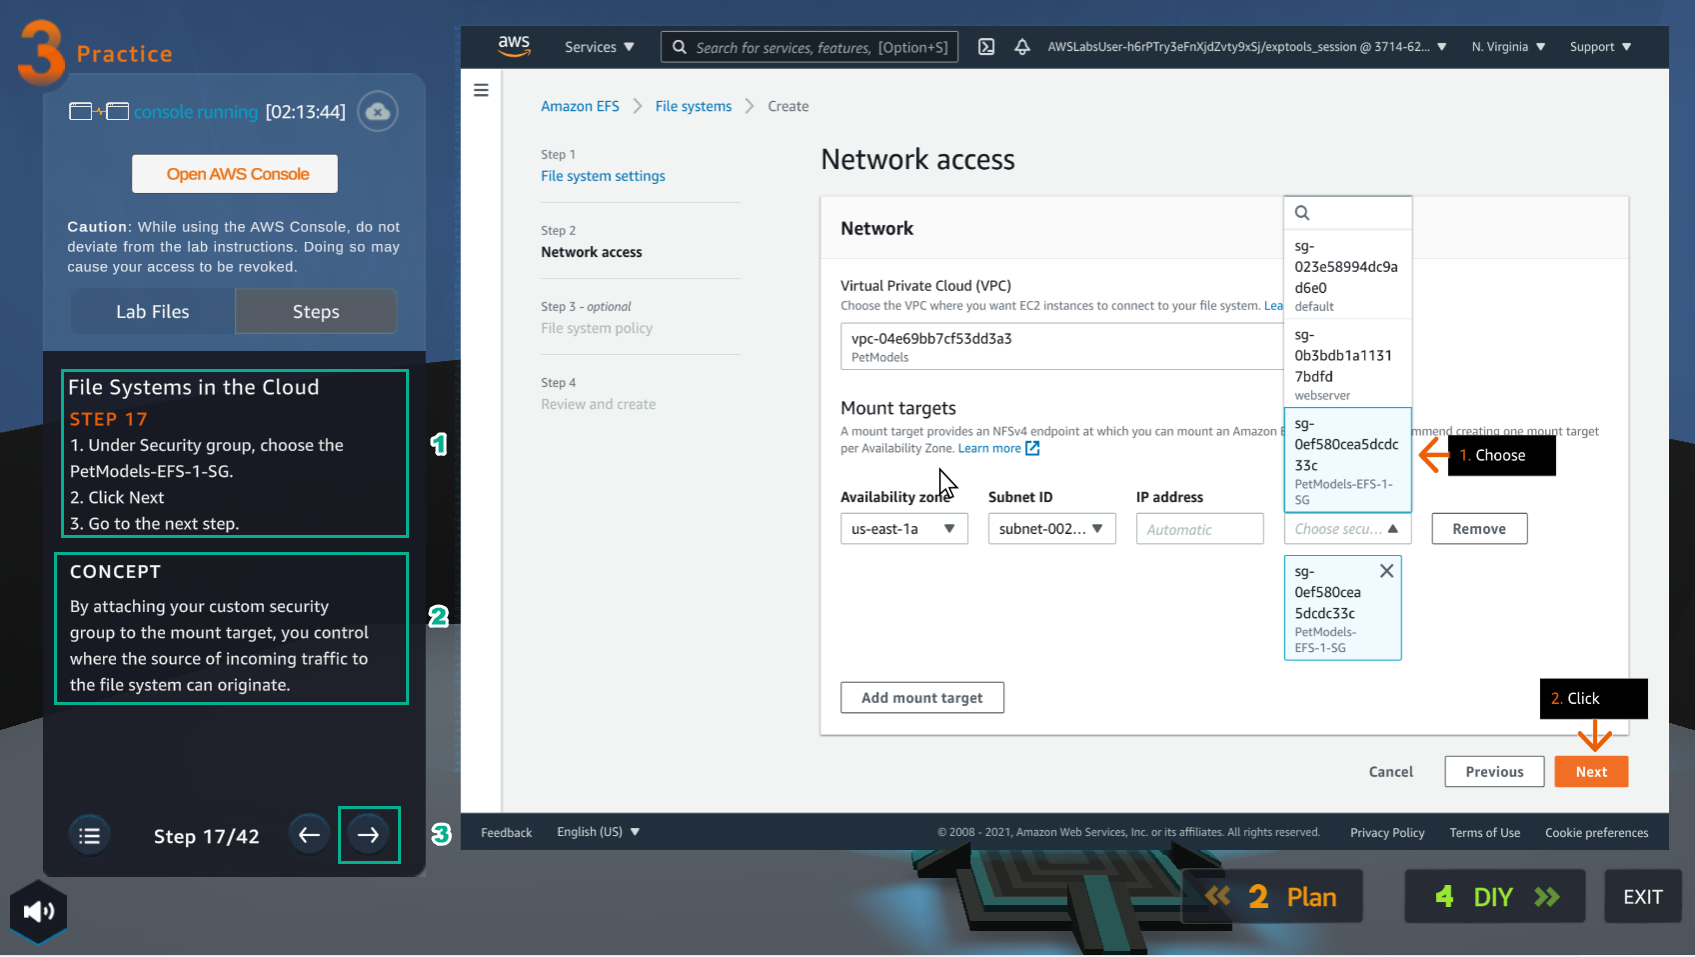 3 Practice
console running [02:13:44]
Open AWS Console
Caution: While using the AWS Console, do not
deviate from the lab instructions. Doing so may
cause your access to be revoked.
Lab Files
Steps
File Systems in the Cloud
STEP 17
1. Under Security group, choose the
PetModels-EFS-1-SG.
2. Click Next
3. Go to the next step.
1
CONCEPT
By attaching your custom security
group to the mount target, you control
where the source of incoming traffic to
the file system can originate.
2
Step 17/42
3
aws
Services
Search for services, features, [Option+S]
AWSLabsUser-h6rPTry3eFnXjdZvty9xSj/exptools_session @ 3714-62...
N. Virginia
Support
Amazon EFS
File systems
Create
Step 1
File system settings
Step 2
Network access
Step 3 - optional
File system policy
Step 4
Review and create
Network access
Network
Virtual Private Cloud (VPC)
Choose the VPC where you want EC2 instances to connect to your file system. Lea
vpc-04e69bb7cf53dd3a3
PetModels
Mount targets
A mount target provides an NFSv4 endpoint at which you can mount an Amazon E mmend creating one mount target
per Availability Zone. Learn more
Availability zone
Subnet ID
IP address
us-east-1a
subnet-002...
Automatic
Choose secu...
Remove
sg-
023e58994dc9a
d6e0
default
sg-
0b3bdb1a1131
7bdfd
webserver
sg-
0ef580cea5dcdc
33c
PetModels-EFS-1-
SG
1. Choose
sg-
0ef580cea
5dcdc33c
PetModels-
EFS-1-SG
Add mount target
2. Click
Cancel
Previous
Next
Feedback
English (US)
© 2008 - 2021, Amazon Web Services, Inc. or its affiliates. All rights reserved.
Privacy Policy
Terms of Use
Cookie preferences
2 Plan
4 DIY
EXIT